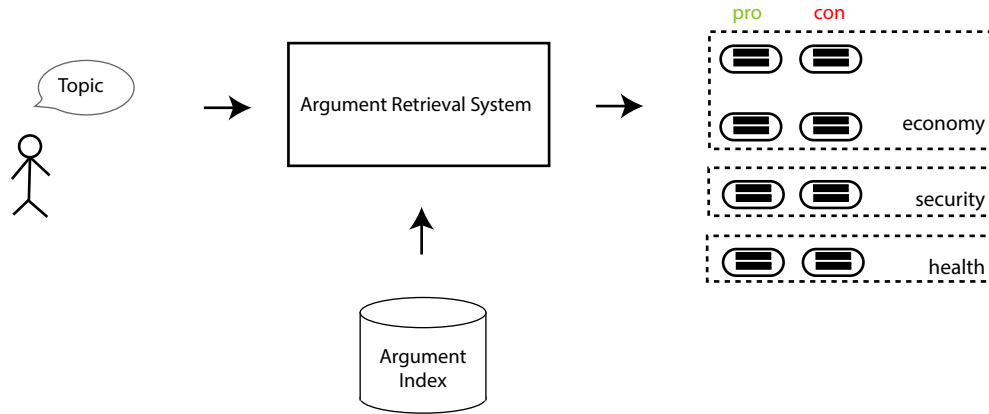 pro con
Topic
Argument Retrieval System
economy
security
health
Argument
Index